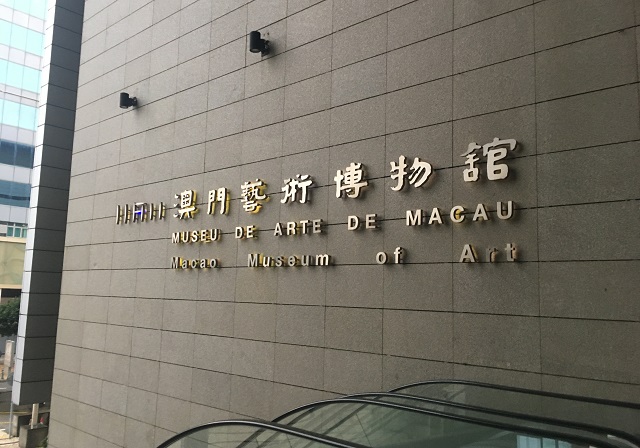 澳門藝術博物館
MUSEU DE ARTE DE MACAU
Macao Museum of Art